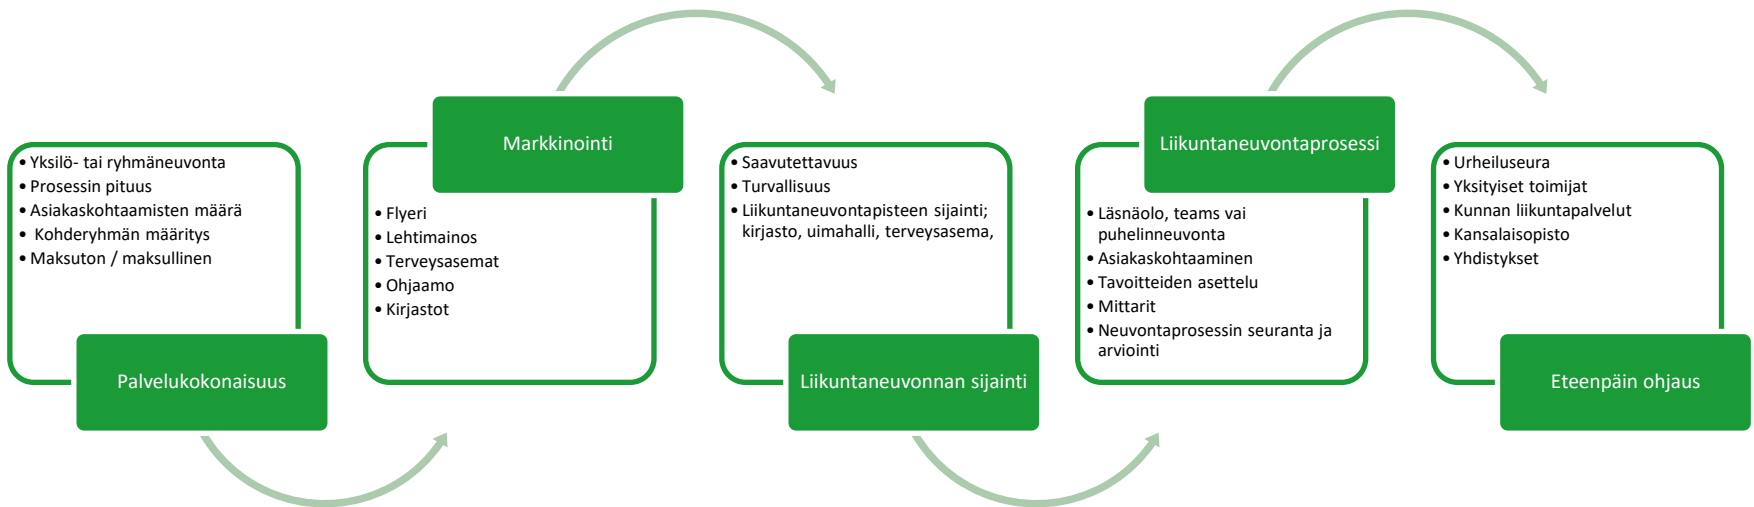 • Yksilö- tai ryhmäneuvonta
• Prosessin pituus
• Asiakaskohtaamisten määrä
• Kohderyhmän määritys
• Maksuton / maksullinen
Palvelukokonaisuus
Markkinointi
• Flyeri
• Lehtimainos
• Terveysasemat
• Ohjaamo
• Kirjastot
• Saavutettavuus
• Turvallisuus
• Liikuntaneuvontapisteen sijainti;
kirjasto, uimahalli, terveysasema,
Liikuntaneuvonnan sijainti
Liikuntaneuvontaprosessi
• Läsnäolo, teams vai
puhelinneuvonta
• Asiakaskohtaaminen
• Tavoitteiden asettelu
• Mittarit
• Neuvontaprosessin seuranta ja
arviointi
• Urheiluseura
• Yksityiset toimijat
• Kunnan liikuntapalvelut
• Kansalaisopisto
• Yhdistykset
Eteenpäin ohjaus